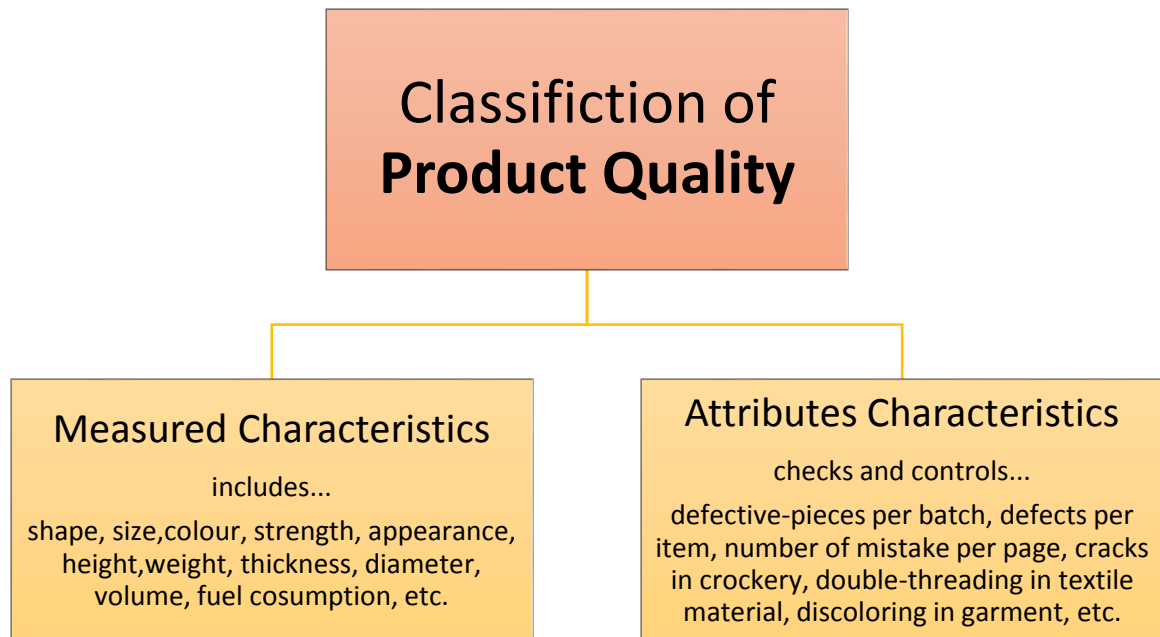 Classifiction of
Product Quality
Measured Characteristics
includes...
shape, size,colour, strength, appearance,
height,weight, thickness, diameter,
volume, fuel cosumption, etc.
Attributes Characteristics
checks and controls...
defective-pieces per batch, defects per
item, number of mistake per page, cracks
in crockery, double-threading in textile
material, discoloring in garment, etc.